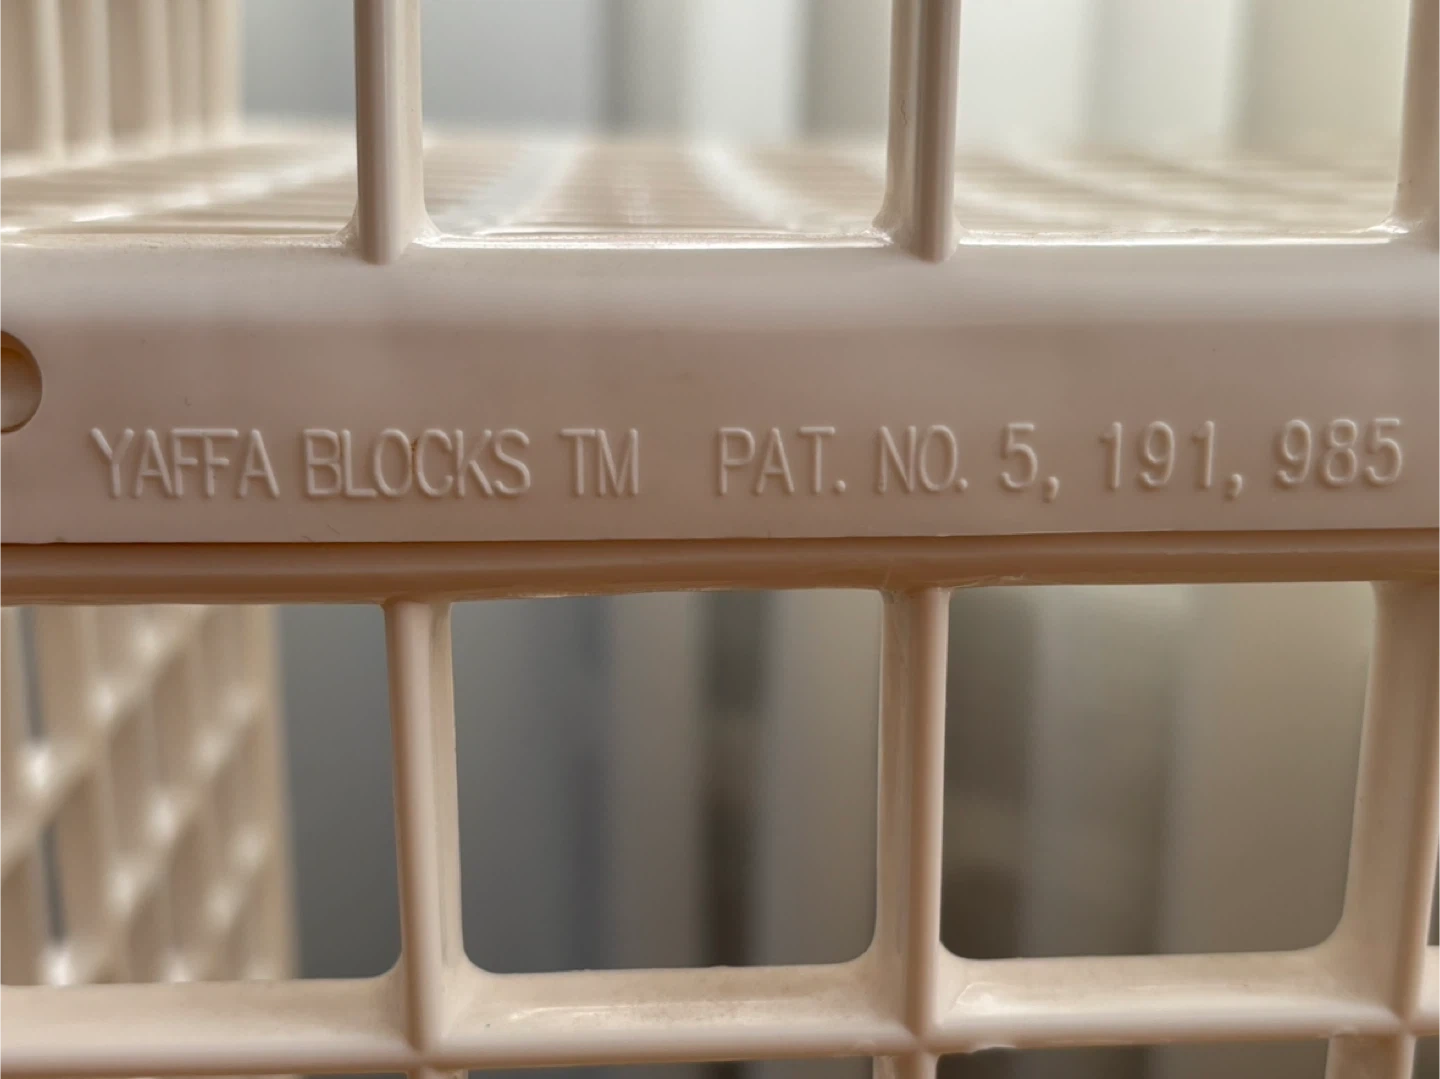 YAFFA BLOCKS TM PAT. NO. 5, 191, 985